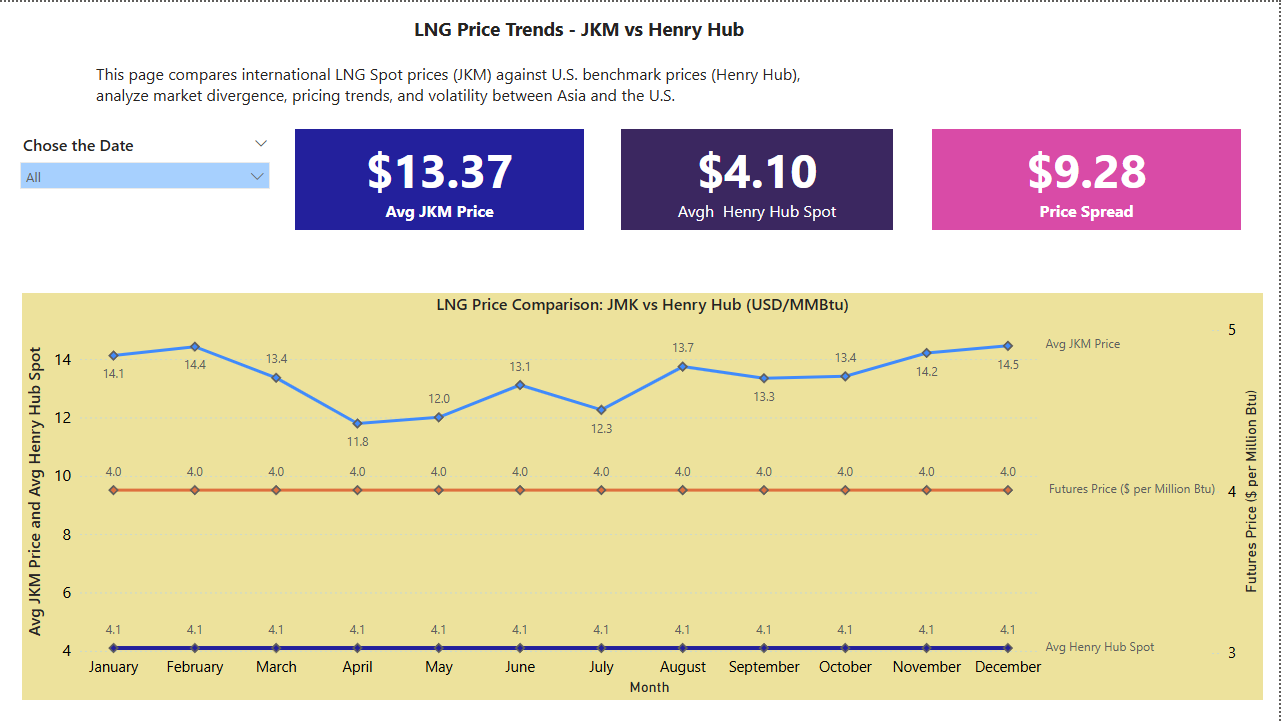 LNG Price Trends - JKM vs Henry Hub
This page compares international LNG Spot prices (JKM) against U.S. benchmark prices (Henry Hub),
analyze market divergence, pricing trends, and volatility between Asia and the U.S.
Chose the Date
All
$13.37
Avg JKM Price
$4.10
Avgh  Henry Hub Spot
$9.28
Price Spread
LNG Price Comparison: JMK vs Henry Hub (USD/MMBtu)
Avg JKM Price and Avg Henry Hub Spot
14
12
10
8
6
4
14.1
14.4
13.4
11.8
12.0
13.1
12.3
13.7
13.3
13.4
14.2
14.5
Avg JKM Price
4.0
4.0
4.0
4.0
4.0
4.0
4.0
4.0
4.0
4.0
4.0
4.0
Futures Price ($ per Million Btu)
4.1
4.1
4.1
4.1
4.1
4.1
4.1
4.1
4.1
4.1
4.1
4.1
Avg Henry Hub Spot
5
4
3
Futures Price ($ per Million Btu)
January
February
March
April
May
June
July
August
September
October
November
December
Month